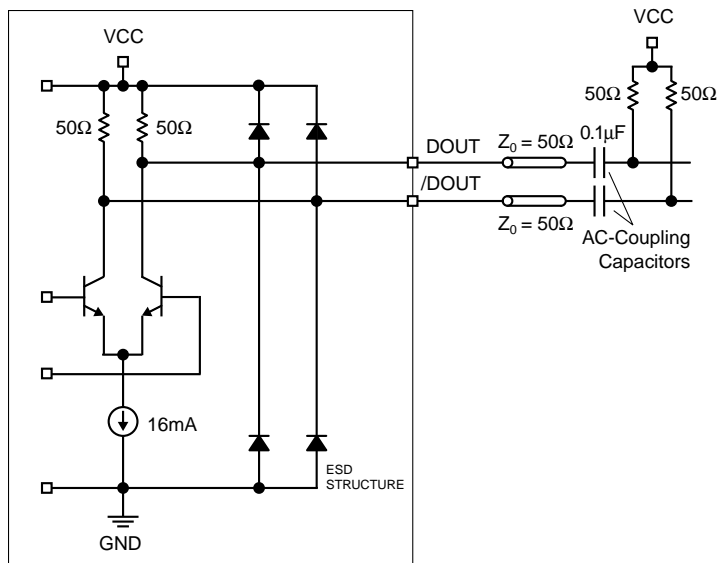 VCC
VCC
50Ω
50Ω
50Ω
50Ω
0.1μF
DOUT
Z0 = 50Ω
/DOUT
Z0 = 50Ω
AC-Coupling
Capacitors
16mA
ESD
STRUCTURE
GND